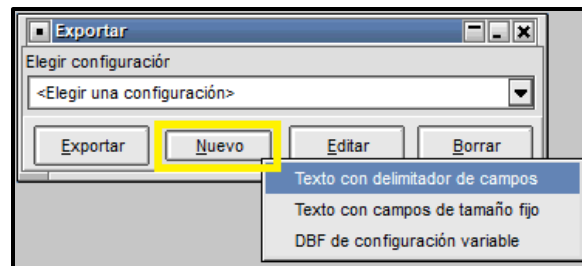 Exportar
Elegir configuraciór
<Elegir una configuración>
Exportar Nuevo Editar Borrar
Texto con delimitador de campos
Texto con campos de tamaño fijo
DBF de configuración variable